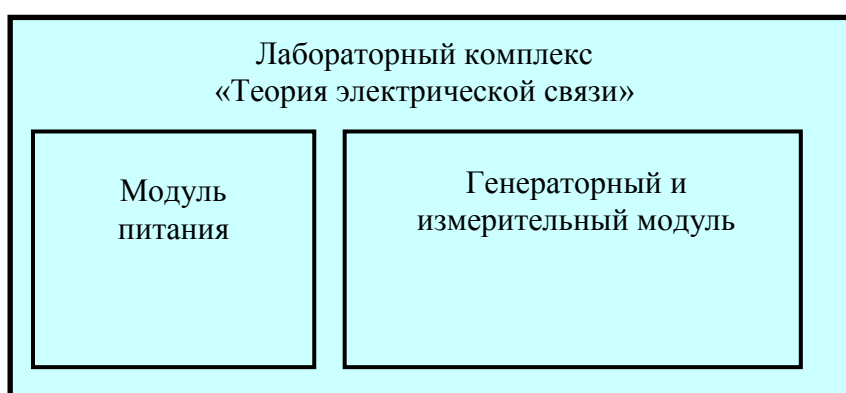 Лабораторный комплекс
«Теория электрической связи»
Модуль
питания
Генераторный и
измерительный модуль